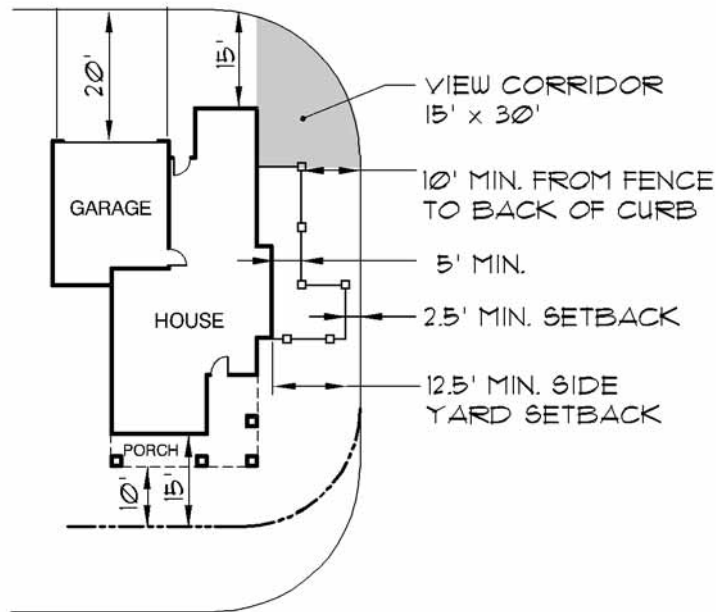 20'
15'
VIEW CORRIDOR
15' x 30'
10' MIN. FROM FENCE
TO BACK OF CURB
GARAGE
5' MIN.
HOUSE
2.5' MIN. SETBACK
12.5' MIN. SIDE
YARD SETBACK
PORCH
10'
15'